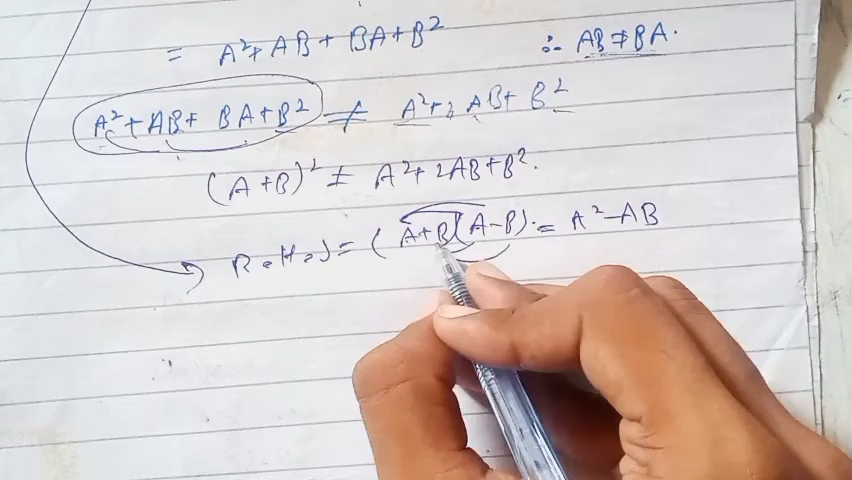 = A²+ AB + BA+B² ∴ AB ≠ BA.
A²+AB+ BA+B² ≠ A²+2AB+ B²
(A+B)² ≠ A²+2AB+B².
R.H.S = (A+B)(A-B). = A²-AB